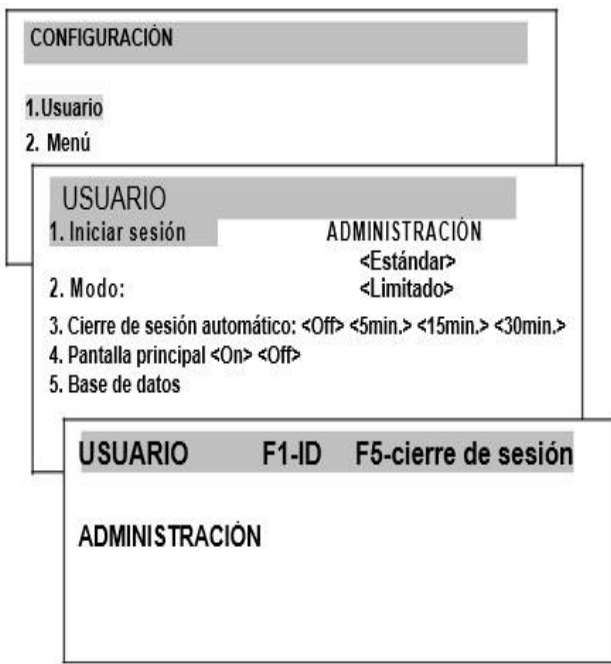 CONFIGURACIÓN
1.Usuario
2. Menú
USUARIO
1. Iniciar sesión ADMINISTRACIÓN
<Estándar>
2. Modo: <Limitado>
3. Cierre de sesión automático: <Off> <5min.> <15min.> <30min.>
4. Pantalla principal <On> <Off>
5. Base de datos
USUARIO F1-ID F5-cierre de sesión
ADMINISTRACIÓN